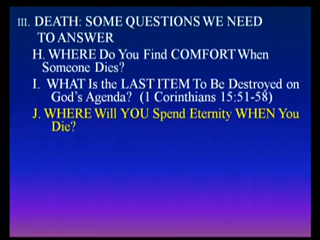 III. DEATH: SOME QUESTIONS WE NEED
TO ANSWER
H. WHERE Do You Find COMFORT When
Someone Dies?
I. WHAT Is the LAST ITEM To Be Destroyed on
God's Agenda? (1 Corinthians 15:51-58)
J. WHERE Will YOU Spend Eternity WHEN You
Die?